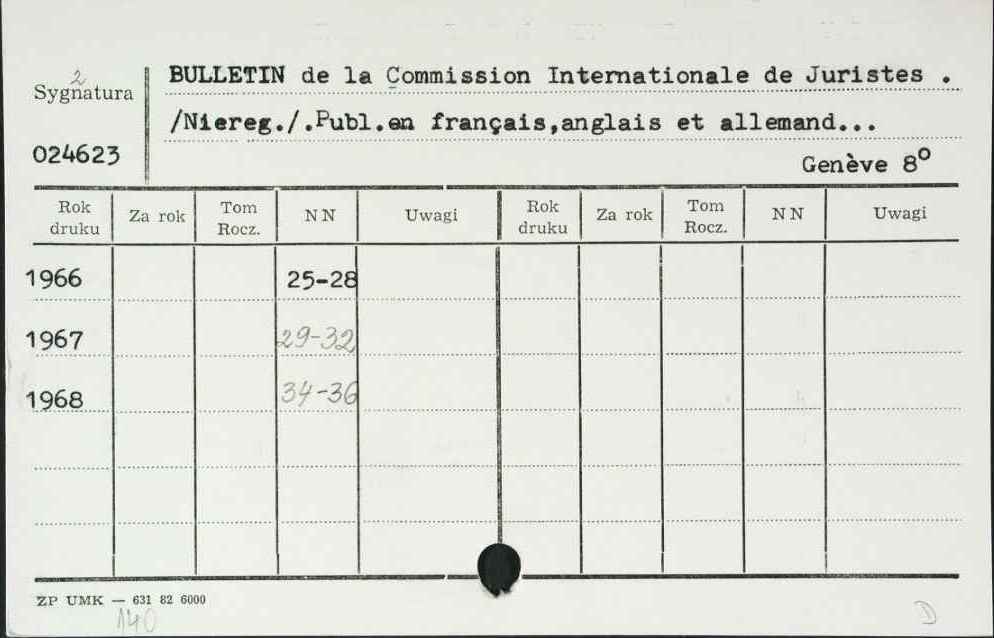 2
Sygnatura
024623
BULLETIN de la Commission Internationale de Juristes .
/Niereg./.Publ.en français,anglais et allemand...
Genève 8°
Rok druku Za rok Tom Rocz. NN Uwagi Rok druku Za rok Tom Rocz. NN Uwagi
1966 25-28
1967 29-32
1968 34-36
ZP UMK — 631 82 6000
140 D